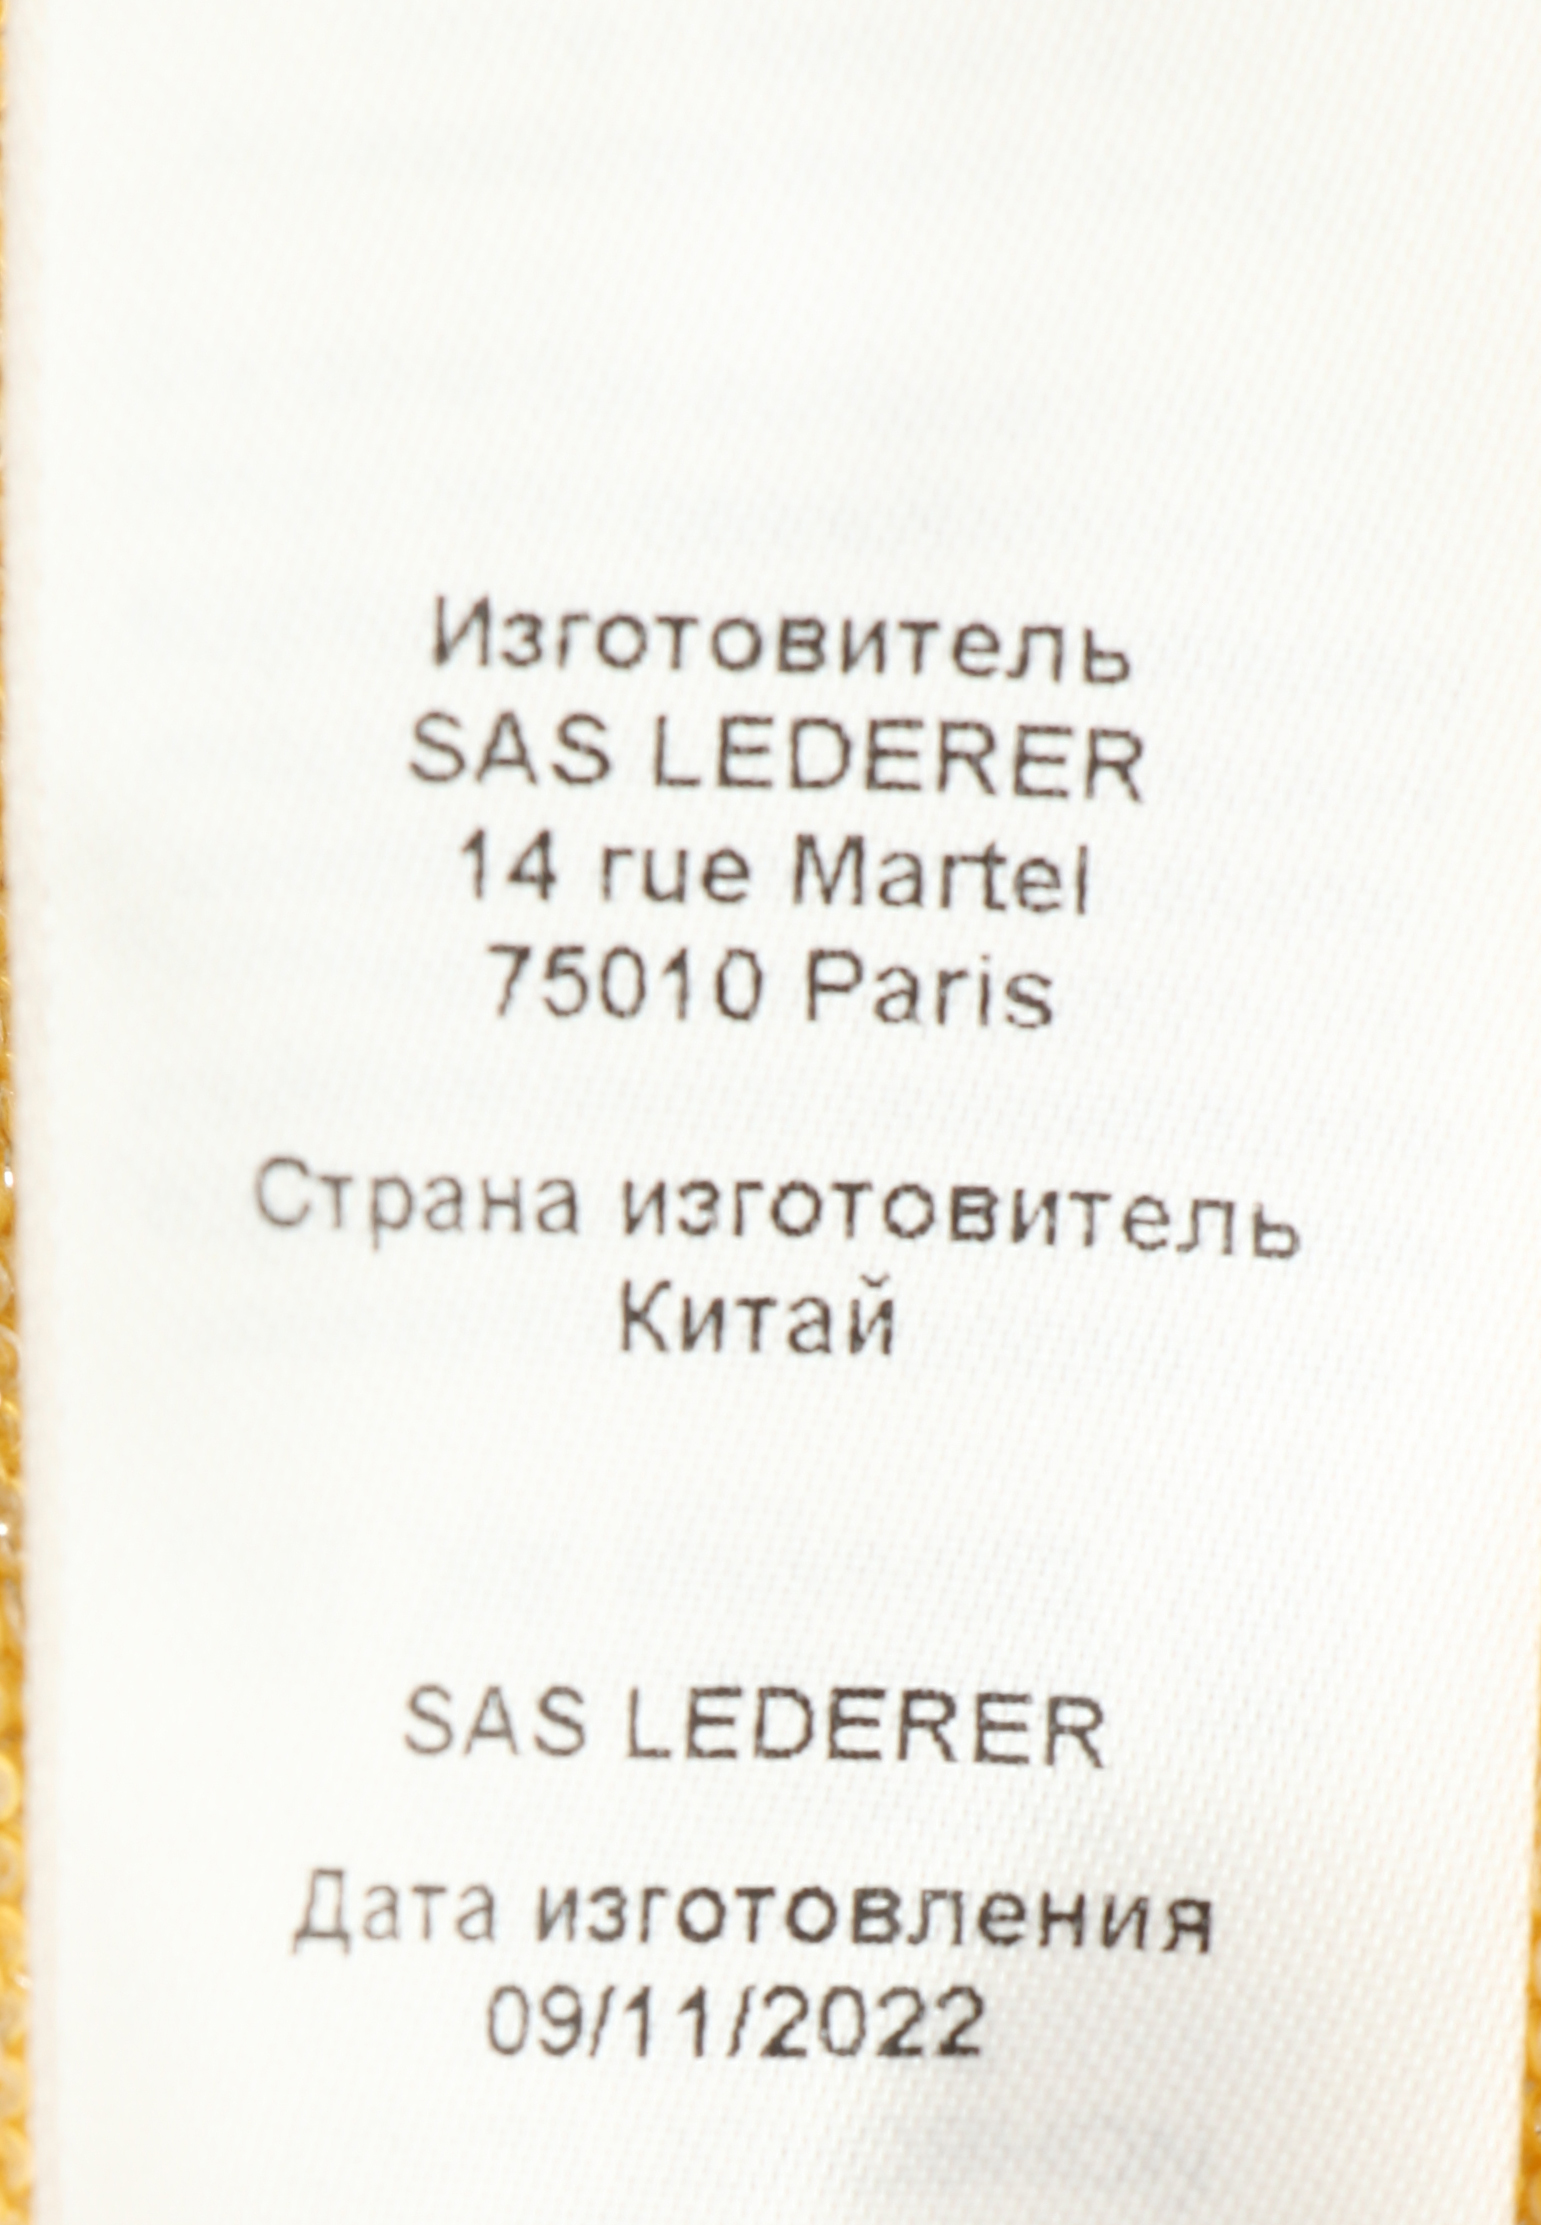 Изготовитель
SAS LEDERER
14 rue Martel
75010 Paris
Страна изготовитель
Китай
SAS LEDERER
Дата изготовления
09/11/2022